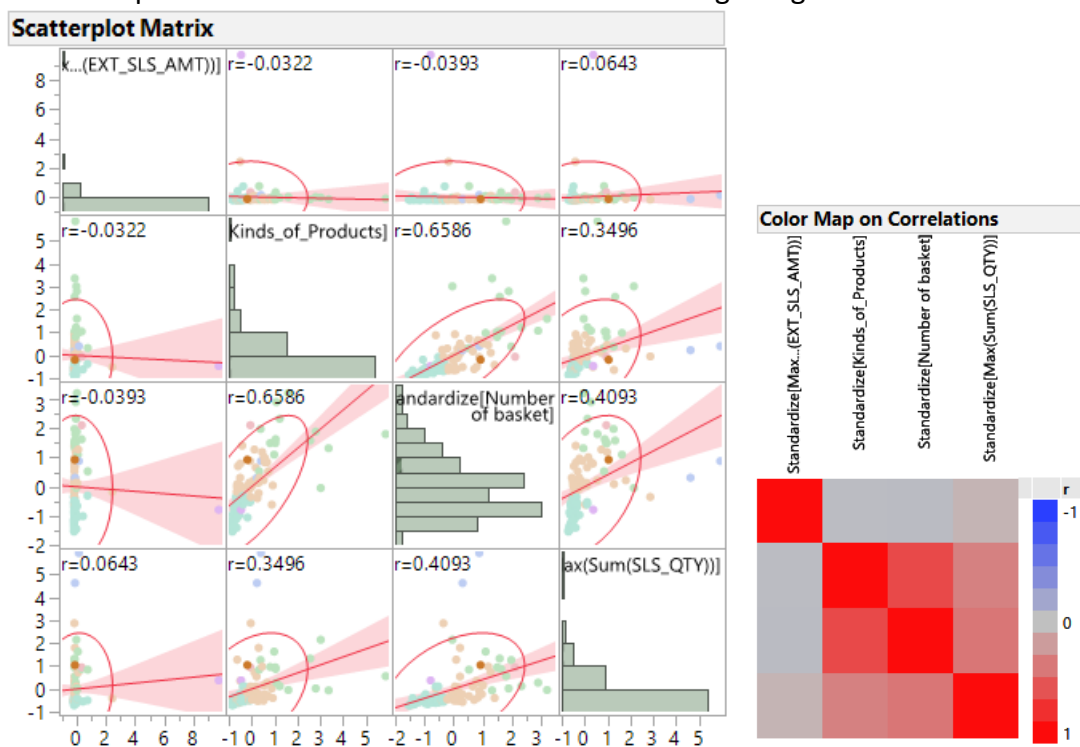 Scatterplot Matrix
x...(EXT_SLS_AMT))]
r=-0.0322
r=-0.0393
r=0.0643
8
6
4
2
0
r=-0.0322
Kinds_of_Products]
r=0.6586
r=0.3496
5
4
3
2
1
0
-1
r=-0.0393
r=0.6586
andardize[Number
of basket]
r=0.4093
3
2
1
0
-1
-2
r=0.0643
r=0.3496
r=0.4093
ax(Sum(SLS_QTY))]
5
4
3
2
1
0
-1
0 2 4 6 8
-1 0 1 2 3 4 5
-2 -1 0 1 2 3
-1 0 1 2 3 4 5
Color Map on Correlations
Standardize[Max...(EXT_SLS_AMT))]
Standardize[Kinds_of_Products]
Standardize[Number of basket]
Standardize[Max(Sum(SLS_QTY))]
r
-1
0
1